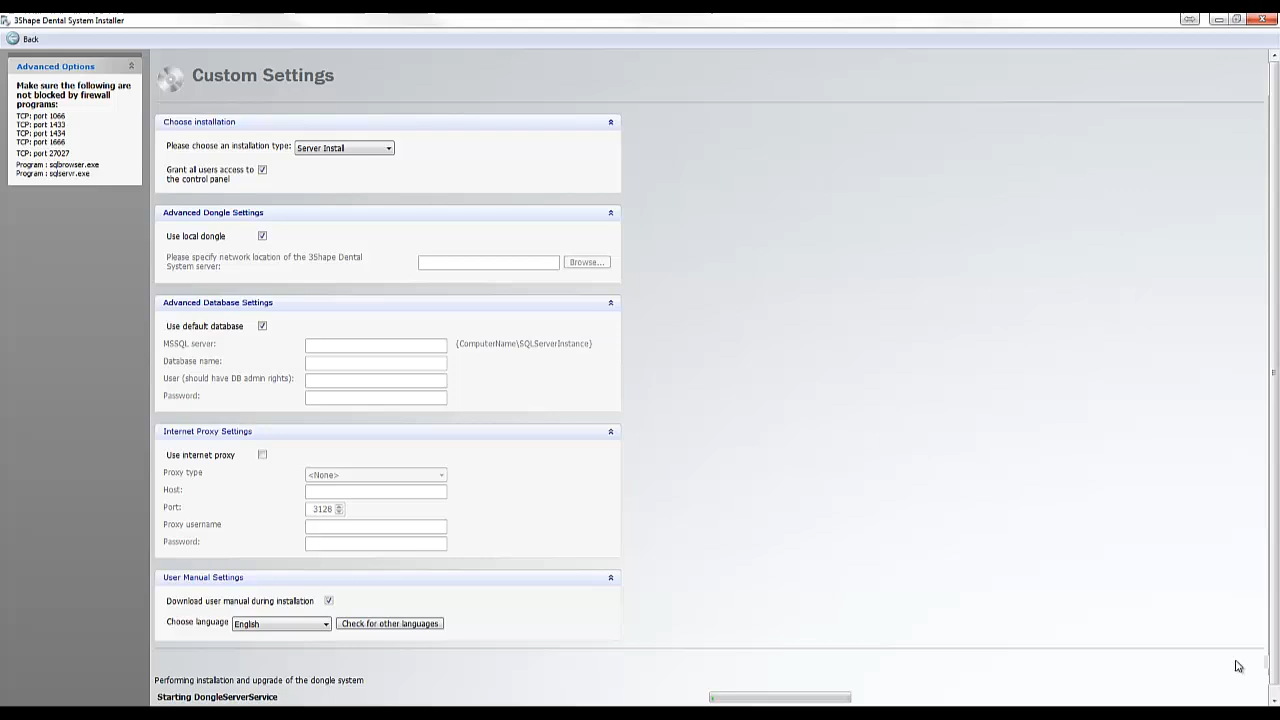 3Shape Dental System Installer
Back
Advanced Options
Make sure the following are
not blocked by firewall
programs:
TCP: port 1066
TCP: port 1433
TCP: port 1434
TCP: port 1666
TCP: port 27027
Program : sqlbrowser.exe
Program : sqlservr.exe
Custom Settings
Choose installation
Please choose an installation type: Server Install
Grant all users access to
the control panel
Advanced Dongle Settings
Use local dongle
Please specify network location of the 3Shape Dental
System server:
Browse...
Advanced Database Settings
Use default database
MSSQL server: {ComputerName\SQLServerInstance}
Database name:
User (should have DB admin rights):
Password:
Internet Proxy Settings
Use internet proxy
Proxy type <None>
Host:
Port: 3128
Proxy username
Password:
User Manual Settings
Download user manual during installation
Choose language English Check for other languages
Performing installation and upgrade of the dongle system
Starting DongleServerService